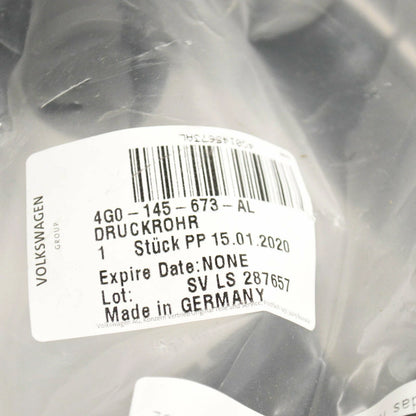 VOLKSWAGEN
GROUP
4G0-145-673-AL
DRUCKROHR
1 Stück PP 15.01.2020
Expire Date:NONE
Lot: SV LS 287657
Made in GERMANY